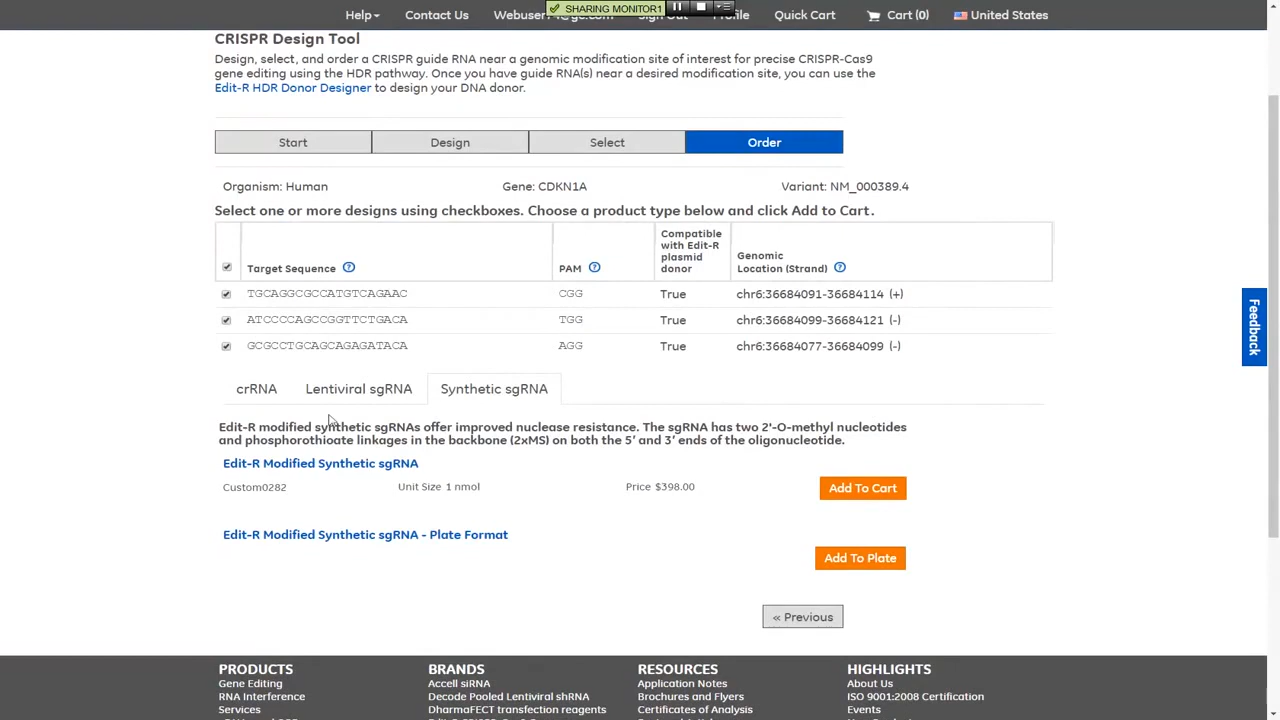 SHARING MONITOR1
Help Contact Us Sign Out Profile Quick Cart Cart (0) United States
CRISPR Design Tool
Design, select, and order a CRISPR guide RNA near a genomic modification site of interest for precise CRISPR-Cas9
gene editing using the HDR pathway. Once you have guide RNA(s) near a desired modification site, you can use the
Edit-R HDR Donor Designer to design your DNA donor.
Start Design Select Order
Organism: Human Gene: CDKN1A Variant: NM_000389.4
Select one or more designs using checkboxes. Choose a product type below and click Add to Cart.
Target Sequence ? PAM ? Compatible
with Edit-R
plasmid
donor
Genomic
Location (Strand) ?
TGCAGGCGCCATGTCAGAAC CGG True chr6:36684091-36684114 (+)
ATCCCCAGCCGGTTCTGACA TGG True chr6:36684099-36684121 (-)
GCGCCTGCAGCAGAGATACA AGG True chr6:36684077-36684099 (-)
crRNA Lentiviral sgRNA Synthetic sgRNA
Edit-R modified synthetic sgRNAs offer improved nuclease resistance. The sgRNA has two 2'-O-methyl nucleotides
and phosphorothioate linkages in the backbone (2xMS) on both the 5′ and 3′ ends of the oligonucleotide.
Edit-R Modified Synthetic sgRNA
Custom0282 Unit Size 1 nmol Price $398.00 Add To Cart
Edit-R Modified Synthetic sgRNA - Plate Format
Add To Plate
« Previous
Feedback
PRODUCTS BRANDS RESOURCES HIGHLIGHTS
Gene Editing Accell siRNA Application Notes About Us
RNA Interference Decode Pooled Lentiviral shRNA Brochures and Flyers ISO 9001:2008 Certification
Services DharmaFECT transfection reagents Certificates of Analysis Events